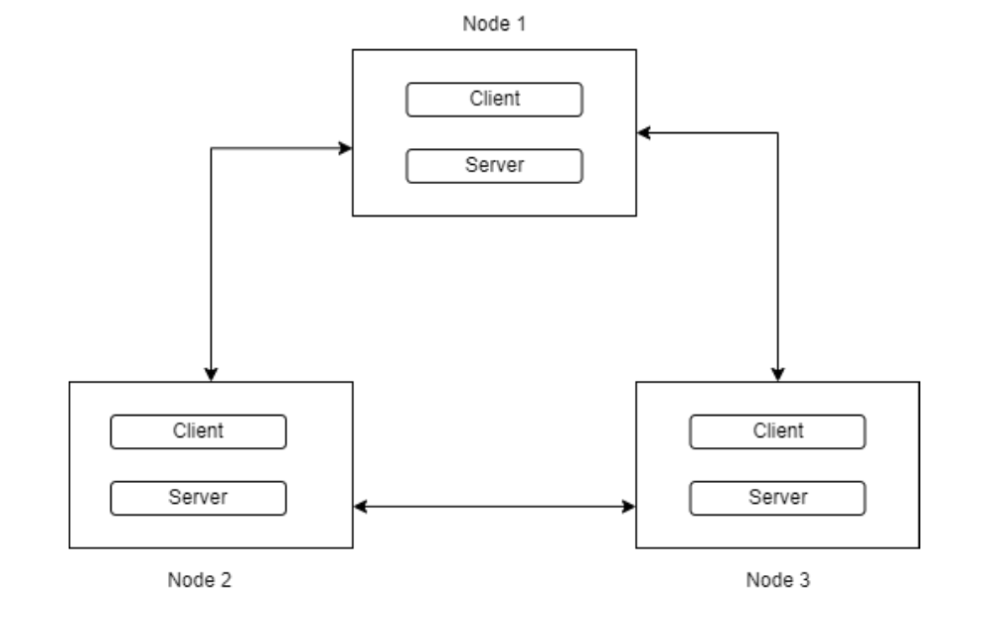 Node 1
Client
Server
Client
Server
Node 2
Client
Server
Node 3